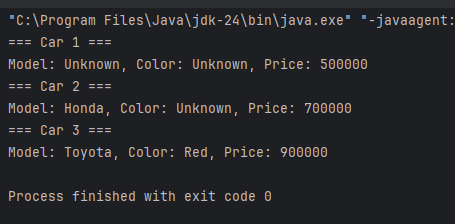 "C:\Program Files\Java\jdk-24\bin\java.exe" "-javaagent:
=== Car 1 ===
Model: Unknown, Color: Unknown, Price: 500000
=== Car 2 ===
Model: Honda, Color: Unknown, Price: 700000
=== Car 3 ===
Model: Toyota, Color: Red, Price: 900000
Process finished with exit code 0